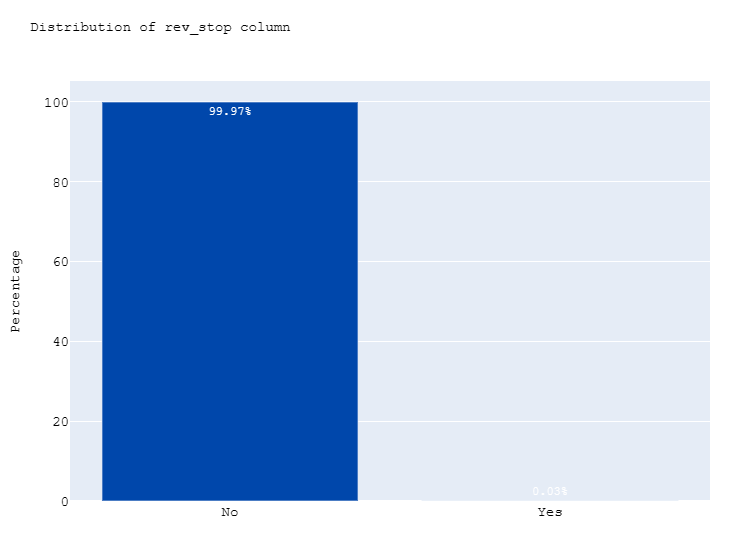 Distribution of rev_stop column
Percentage
100
80
60
40
20
0
99.97%
0.03%
No
Yes